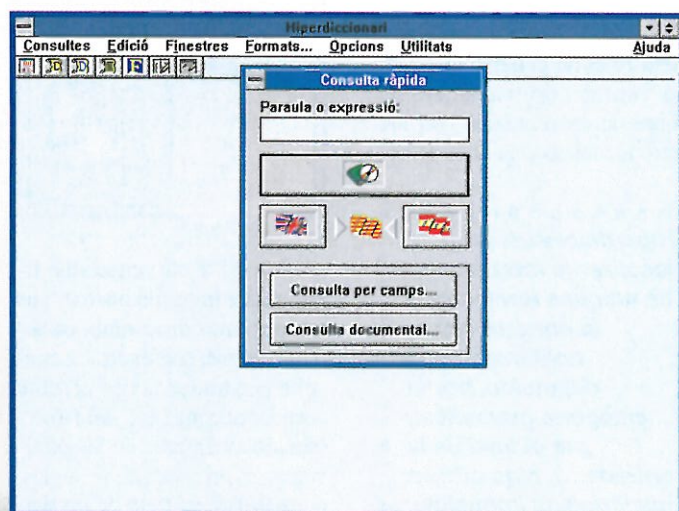 Hiperdiccionari
Consultes Edició Finestres Formats... Opcions Utilitats Ajuda
Consulta ràpida
Paraula o expressió:
Consulta per camps...
Consulta documental...